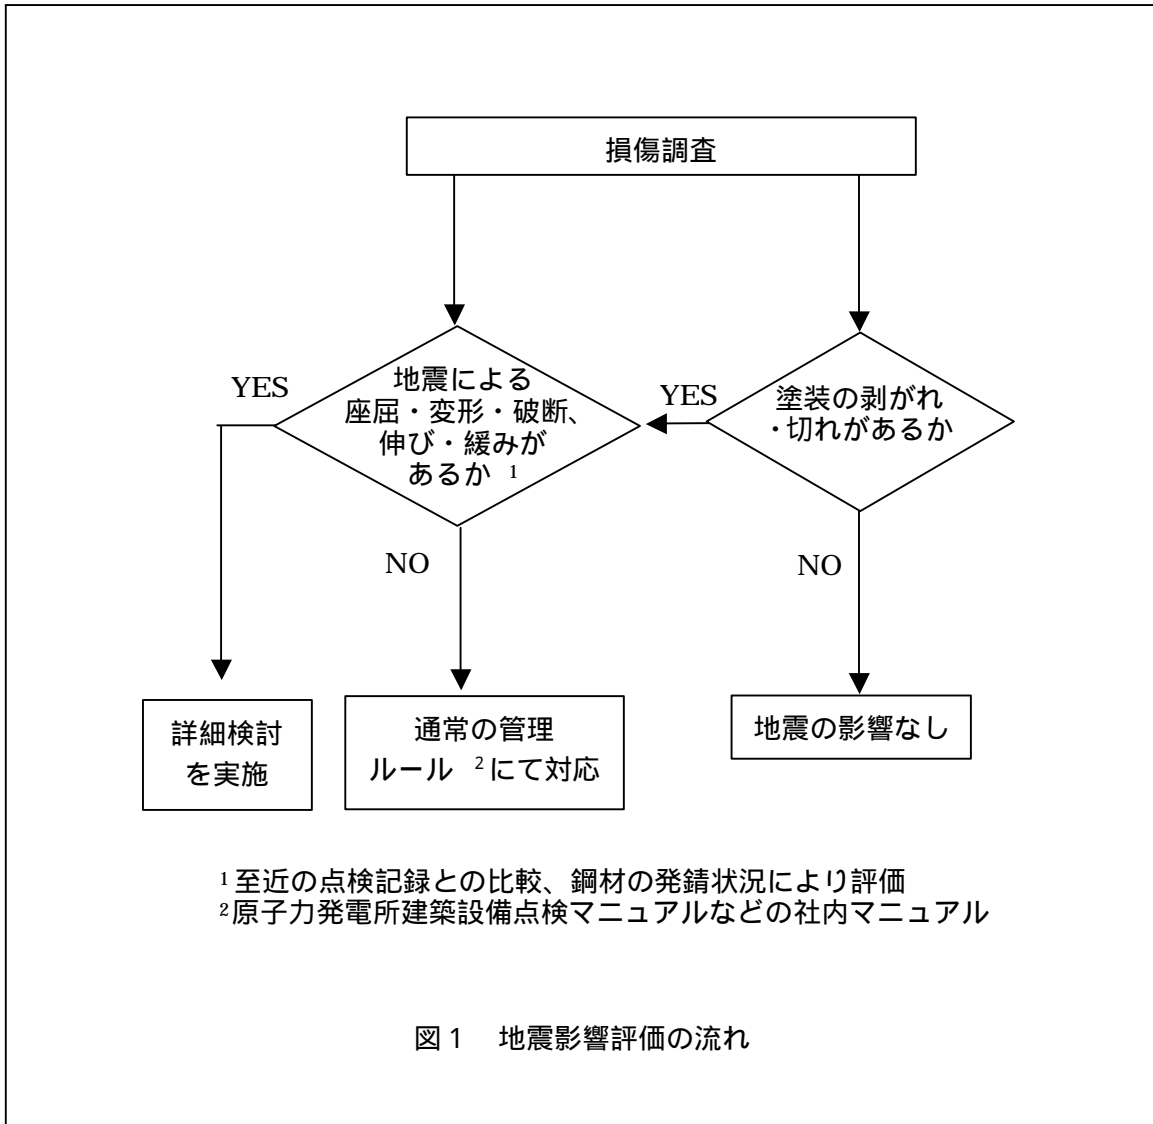 損傷調査
YES
地震による
座屈・変形・破断、
伸び・緩みが
あるか 1
YES
塗装の剥がれ
・切れがあるか
NO
NO
詳細検討
を実施
通常の管理
ルール 2にて対応
地震の影響なし
1 至近の点検記録との比較、鋼材の発錆状況により評価
2原子力発電所建築設備点検マニュアルなどの社内マニュアル
図1 地震影響評価の流れ